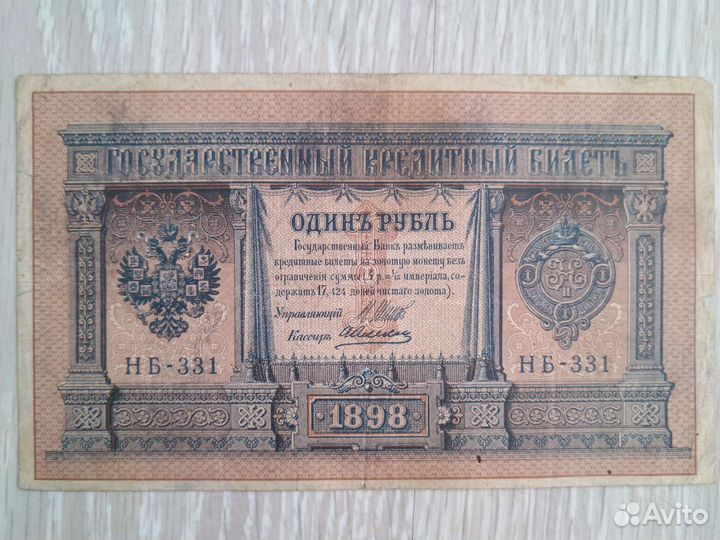 ГОСУДАРСТВЕННЫЙ КРЕДИТНЫЙ БИЛЕТЪ
ОДИНЪ РУБЛЬ
Государственный Банкъ размѣниваетъ
кредитные билеты на золотую монету безъ
ограниченія суммы (1 р. = 1/15 имперіала, со-
держитъ 17,424 долей чистаго золота).
Управляющій
Кассиръ
НБ-331
НБ-331
1898
Avito